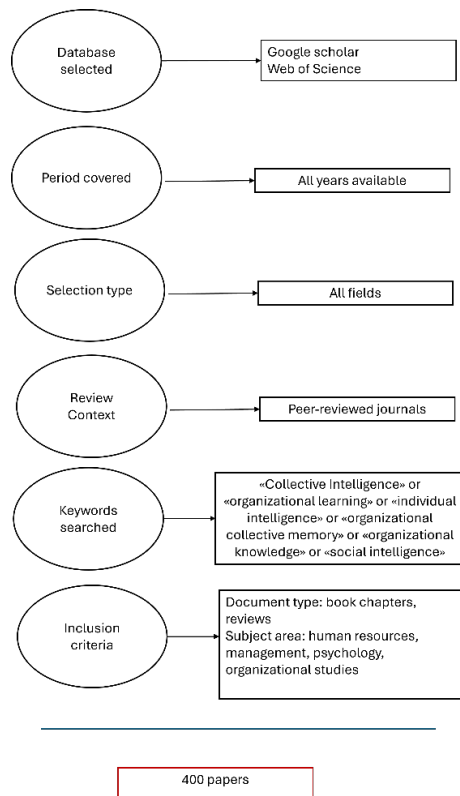 Database
selected
Google scholar
Web of Science
Period covered
All years available
Selection type
All fields
Review
Context
Peer-reviewed journals
Keywords
searched
«Collective Intelligence» or
«organizational learning» or «individual
intelligence» or «organizational
collective memory» or «organizational
knowledge» or «social intelligence»
Inclusion
criteria
Document type: book chapters,
reviews
Subject area: human resources,
management, psychology,
organizational studies
400 papers